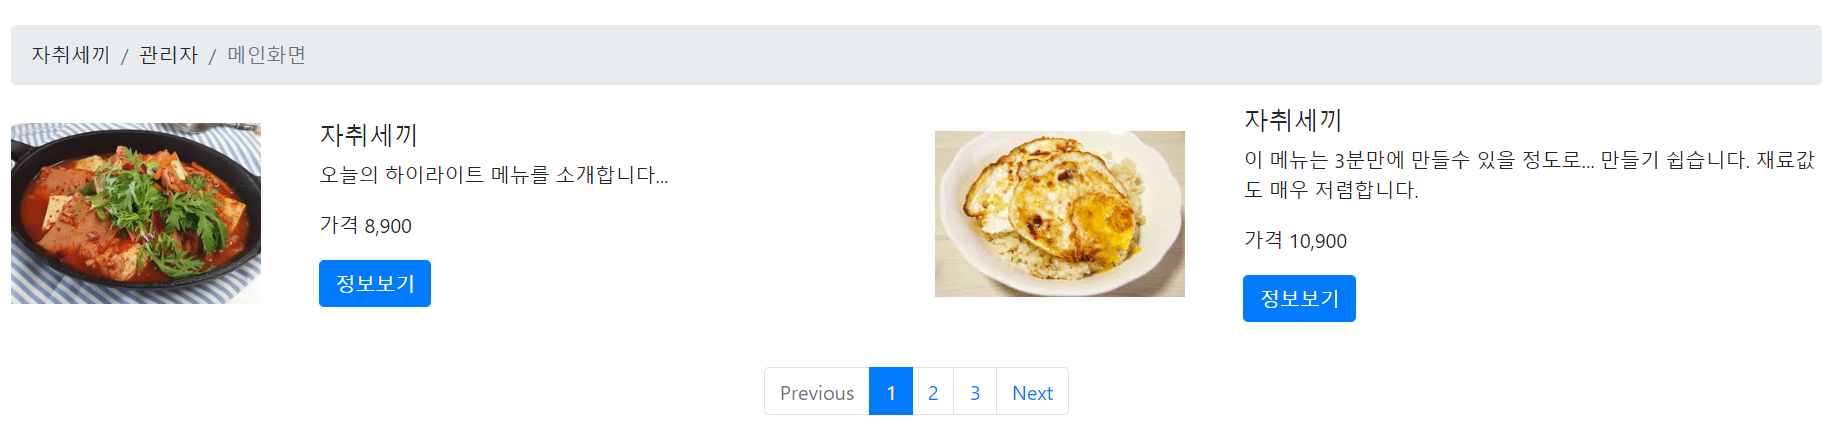 자취세끼 / 관리자 / 메인화면
자취세끼
오늘의 하이라이트 메뉴를 소개합니다...
가격 8,900
정보보기
자취세끼
이 메뉴는 3분만에 만들수 있을 정도로... 만들기 쉽습니다. 재료값
도 매우 저렴합니다.
가격 10,900
정보보기
Previous 1 2 3 Next